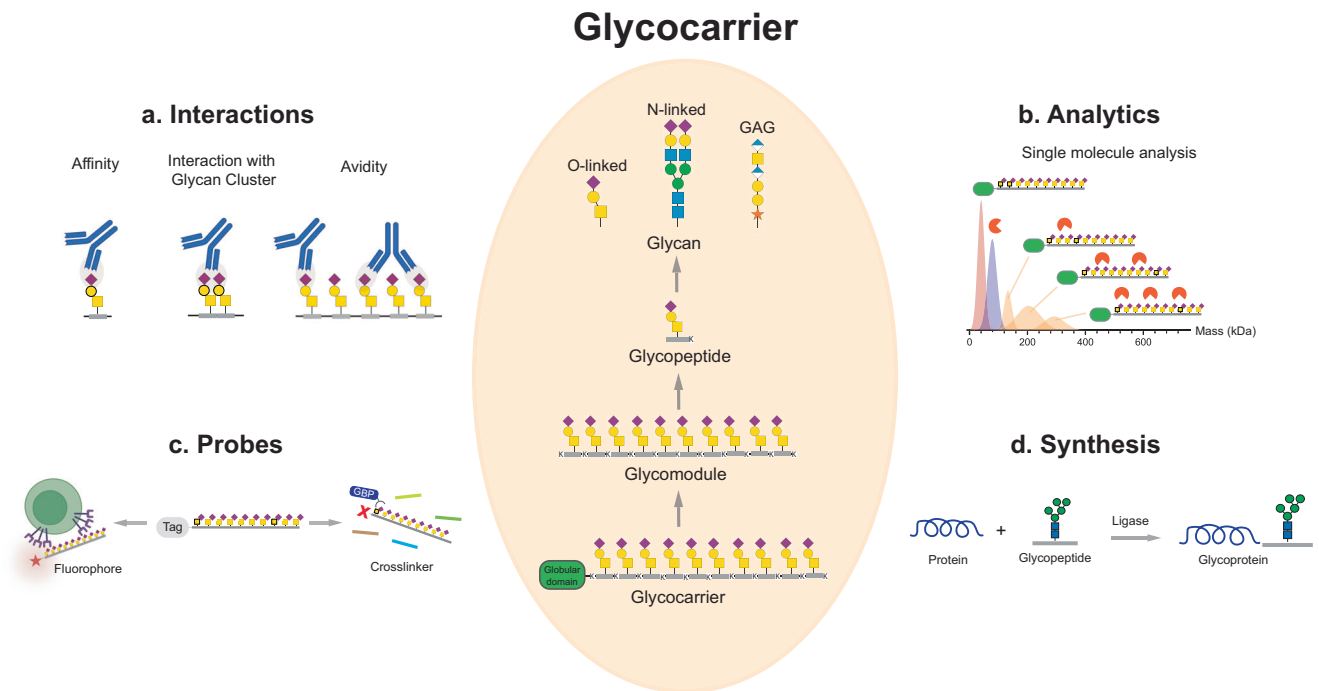 Glycocarrier
a. Interactions
Affinity
Interaction with
Glycan Cluster
Avidity
N-linked
O-linked
GAG
Glycan
K
Glycopeptide
K K K K K K K K K K K
Glycomodule
Globular
domain
K K K K K K K K K K K
Glycocarrier
b. Analytics
Single molecule analysis
0 200 400 600
Mass (kDa)
c. Probes
Fluorophore
Tag
GBP
X
Crosslinker
d. Synthesis
Protein
+
Glycopeptide
Ligase
Glycoprotein